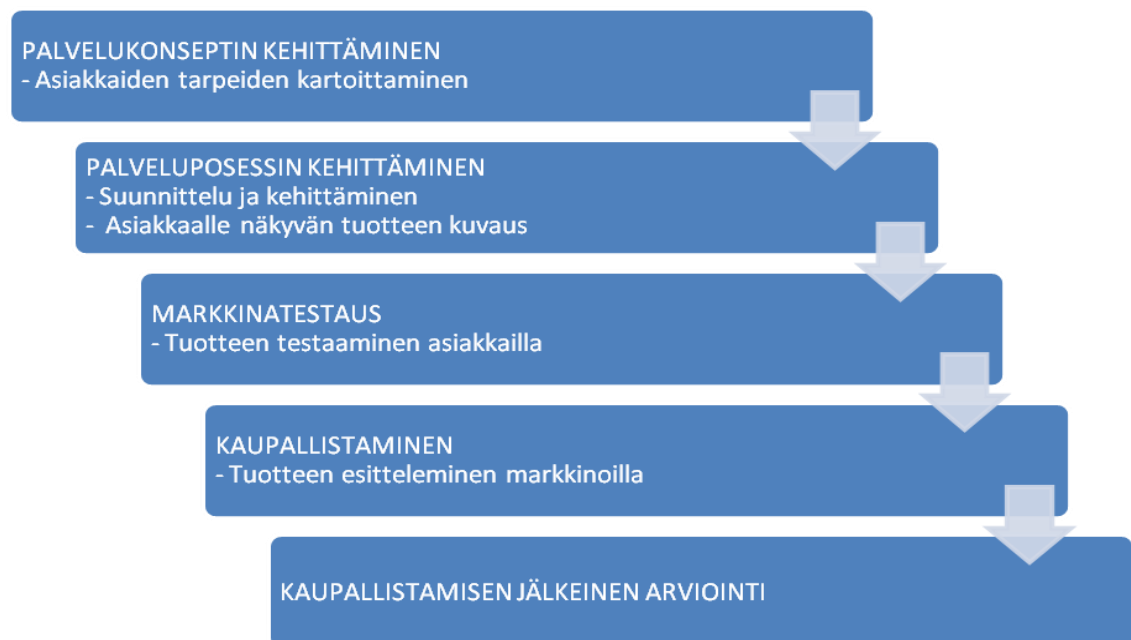 PALVELUKONSEPTIN KEHITTÄMINEN
- Asiakkaiden tarpeiden kartoittaminen
PALVELUPOSESSIN KEHITTÄMINEN
- Suunnittelu ja kehittäminen
- Asiakkaalle näkyvän tuotteen kuvaus
MARKKINATESTAUS
- Tuotteen testaaminen asiakkailla
KAUPALLISTAMINEN
- Tuotteen esitteleminen markkinoilla
KAUPALLISTAMISEN JÄLKEINEN ARVIOINTI